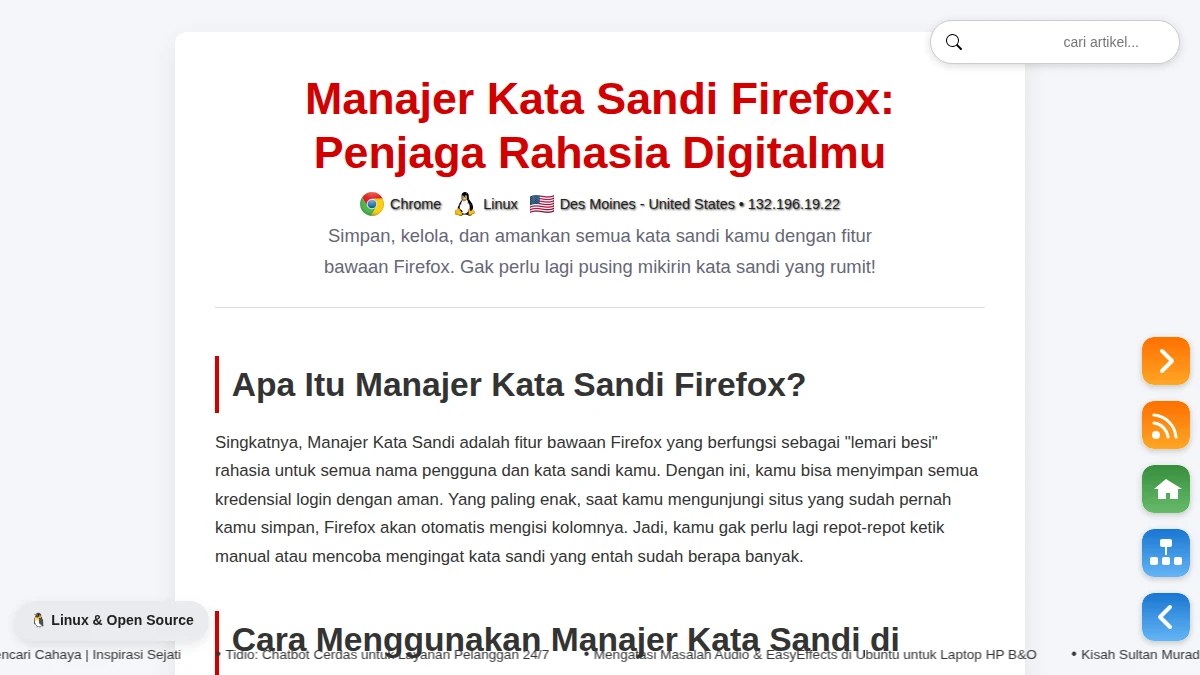 cari artikel...
Manajer Kata Sandi Firefox:
Penjaga Rahasia Digitalmu
Chrome Linux Des Moines - United States • 132.196.19.22
Simpan, kelola, dan amankan semua kata sandi kamu dengan fitur
bawaan Firefox. Gak perlu lagi pusing mikirin kata sandi yang rumit!
Apa Itu Manajer Kata Sandi Firefox?
Singkatnya, Manajer Kata Sandi adalah fitur bawaan Firefox yang berfungsi sebagai "lemari besi"
rahasia untuk semua nama pengguna dan kata sandi kamu. Dengan ini, kamu bisa menyimpan semua
kredensial login dengan aman. Yang paling enak, saat kamu mengunjungi situs yang sudah pernah
kamu simpan, Firefox akan otomatis mengisi kolomnya. Jadi, kamu gak perlu lagi repot-repot ketik
manual atau mencoba mengingat kata sandi yang entah sudah berapa banyak.
Linux & Open Source
Cara Menggunakan Manajer Kata Sandi di
ncari Cahaya | Inspirasi Sejati • Tidio: Chatbot Cerdas untuk Layanan Pelanggan 24/7 • Mengatasi Masalah Audio & EasyEffects di Ubuntu untuk Laptop HP B&O • Kisah Sultan Murad